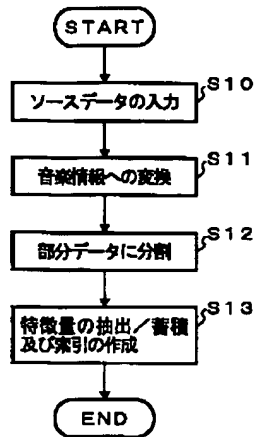 START
S10
ソースデータの入力
S11
音楽情報への変換
S12
部分データに分割
S13
特徴量の抽出／蓄積
及び索引の作成
END